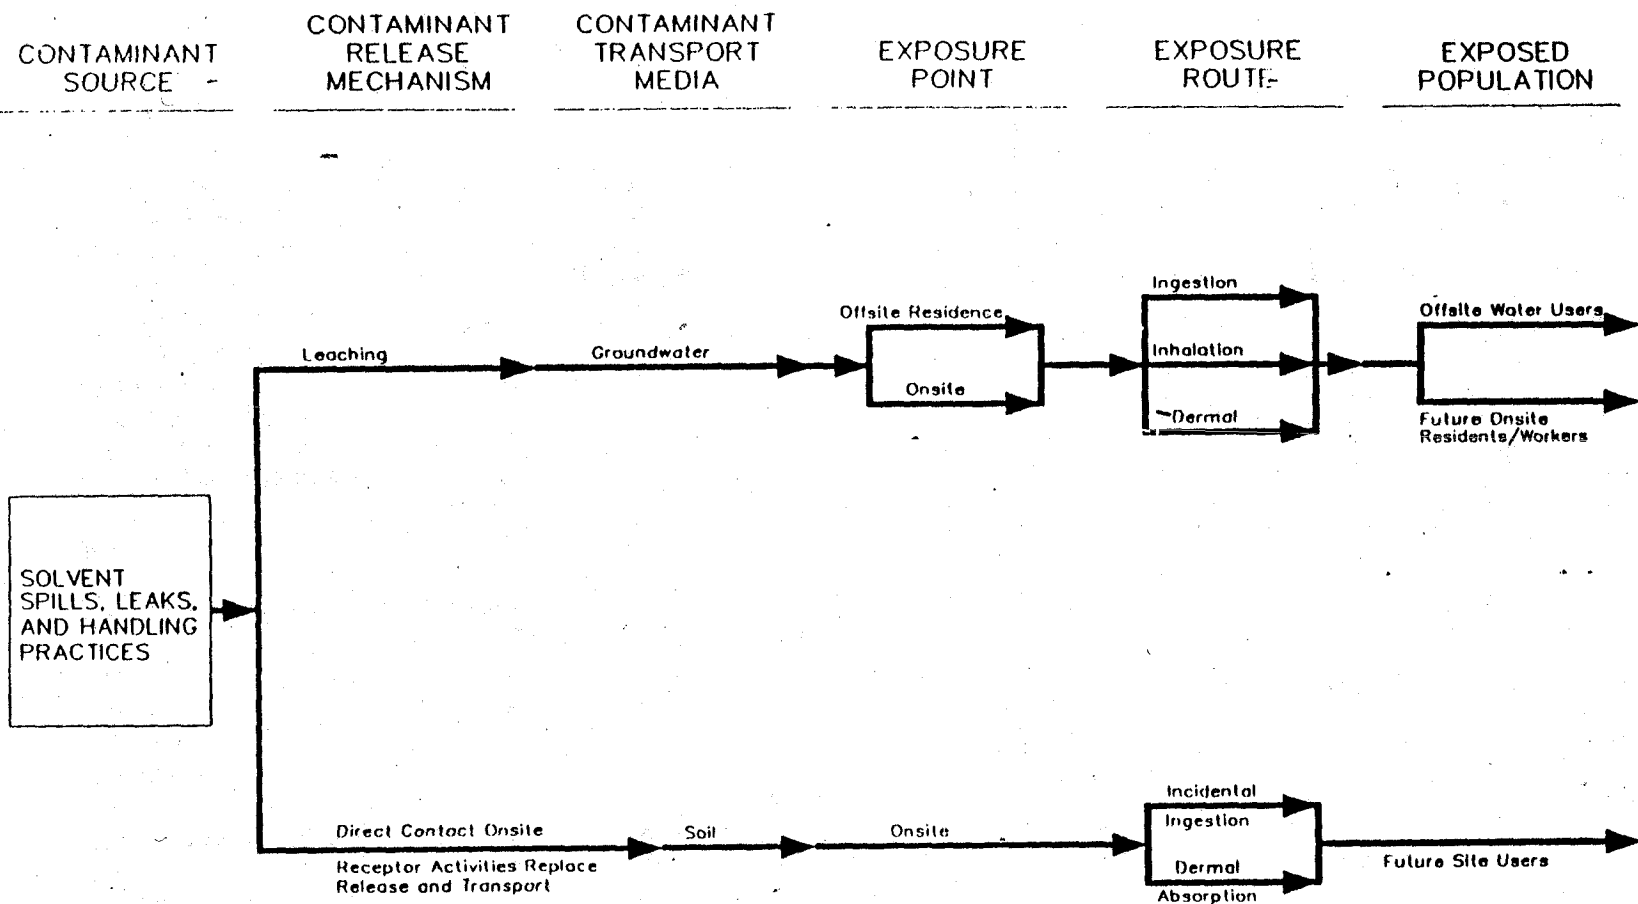 CONTAMINANT
SOURCE
CONTAMINANT
RELEASE
MECHANISM
CONTAMINANT
TRANSPORT
MEDIA
EXPOSURE
POINT
EXPOSURE
ROUTE
EXPOSED
POPULATION
Leaching
Groundwater
Offsite Residence
Onsite
Ingestion
Inhalation
Dermal
Offsite Water Users
Future Onsite
Residents/Workers
SOLVENT
SPILLS, LEAKS,
AND HANDLING
PRACTICES
Direct Contact Onsite
Receptor Activities Replace
Release and Transport
Soil
Onsite
Incidental
Ingestion
Dermal
Absorption
Future Site Users